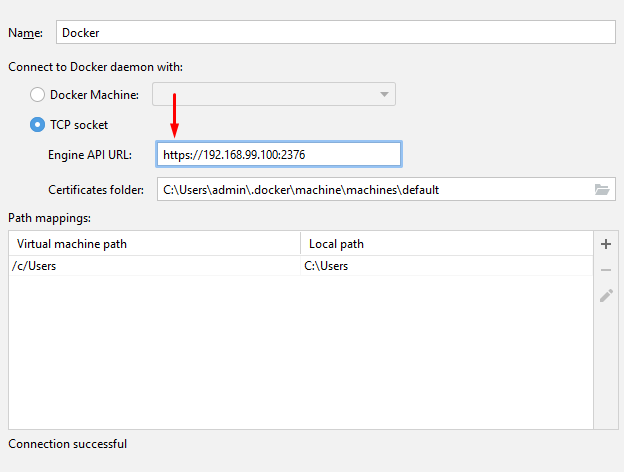 Name: Docker
Connect to Docker daemon with:
Docker Machine:
TCP socket
Engine API URL: https://192.168.99.100:2376
Certificates folder: C:\Users\admin\.docker\machine\machines\default
Path mappings:
Virtual machine path Local path
/c/Users C:\Users
Connection successful